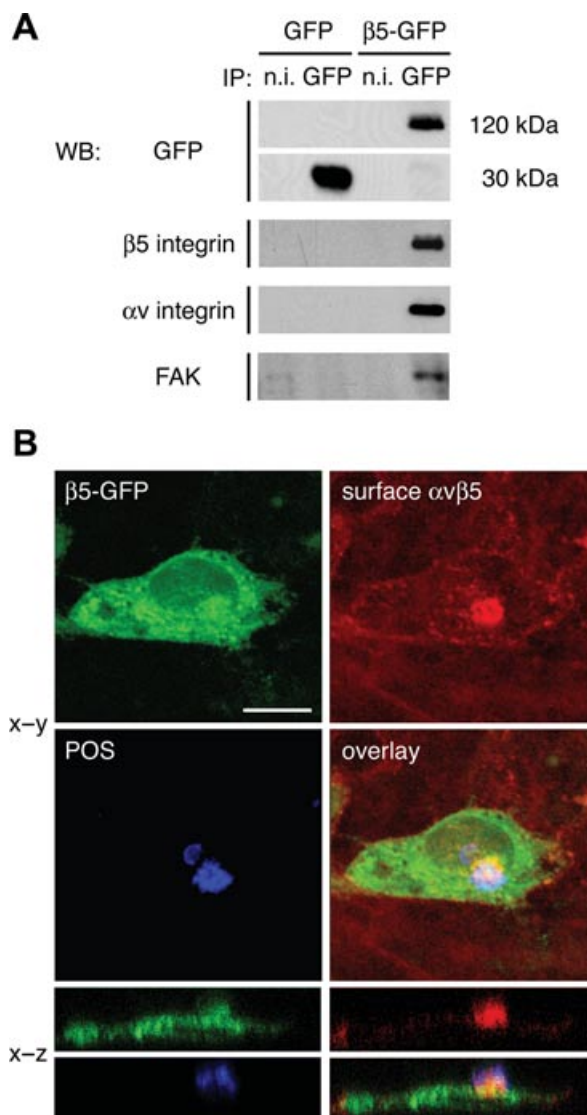 A
GFP β5-GFP
IP: n.i. GFP n.i. GFP
120 kDa
WB: GFP
30 kDa
β5 integrin
αv integrin
FAK
B
β5-GFP surface αvβ5
x–y
POS overlay
x–z